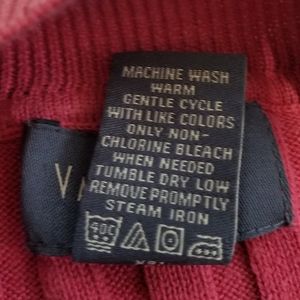 MACHINE WASH
WARM
GENTLE CYCLE
WITH LIKE COLORS
ONLY NON-
CHLORINE BLEACH
WHEN NEEDED
TUMBLE DRY LOW
REMOVE PROMPTLY
STEAM IRON
40C